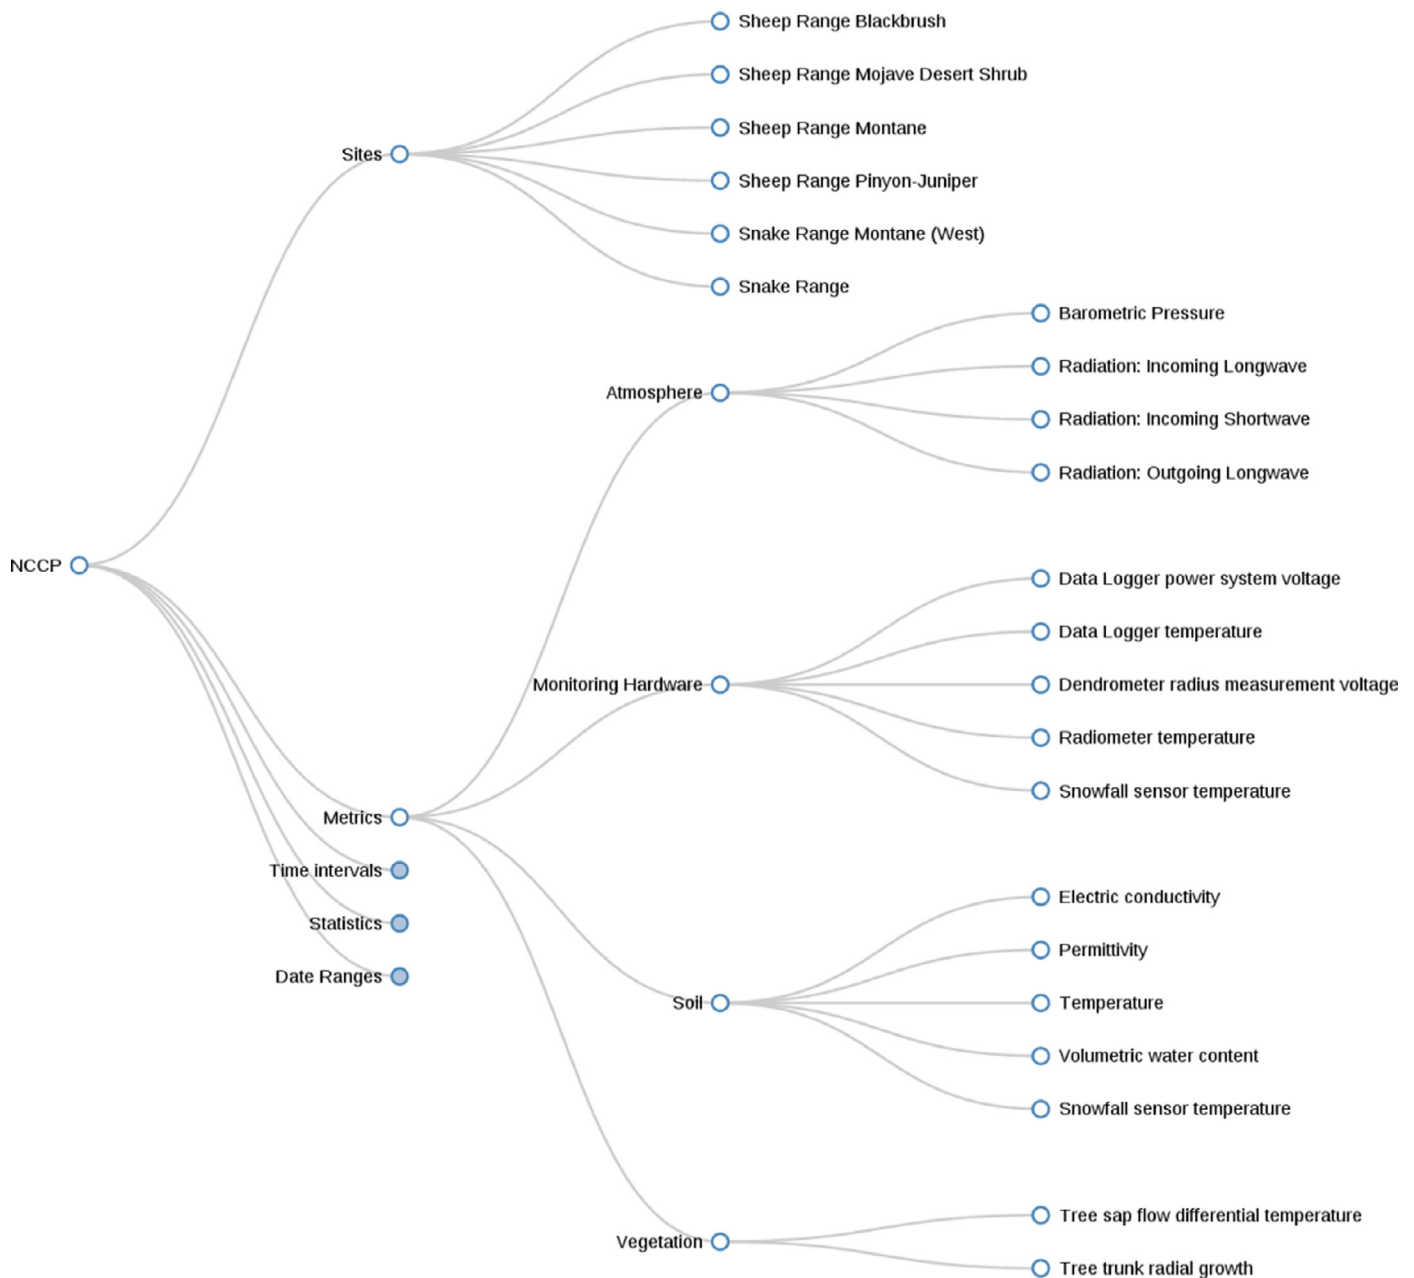 Sheep Range Blackbrush
Sheep Range Mojave Desert Shrub
Sheep Range Montane
Sites
Sheep Range Pinyon-Juniper
Snake Range Montane (West)
Snake Range
Barometric Pressure
Radiation: Incoming Longwave
Atmosphere
Radiation: Incoming Shortwave
Radiation: Outgoing Longwave
NCCP
Data Logger power system voltage
Data Logger temperature
Monitoring Hardware
Dendrometer radius measurement voltage
Radiometer temperature
Snowfall sensor temperature
Metrics
Time intervals
Statistics
Date Ranges
Electric conductivity
Permittivity
Soil
Temperature
Volumetric water content
Snowfall sensor temperature
Tree sap flow differential temperature
Vegetation
Tree trunk radial growth